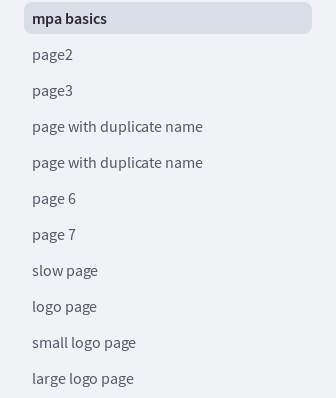 mpa basics
page2
page3
page with duplicate name
page with duplicate name
page 6
page 7
slow page
logo page
small logo page
large logo page